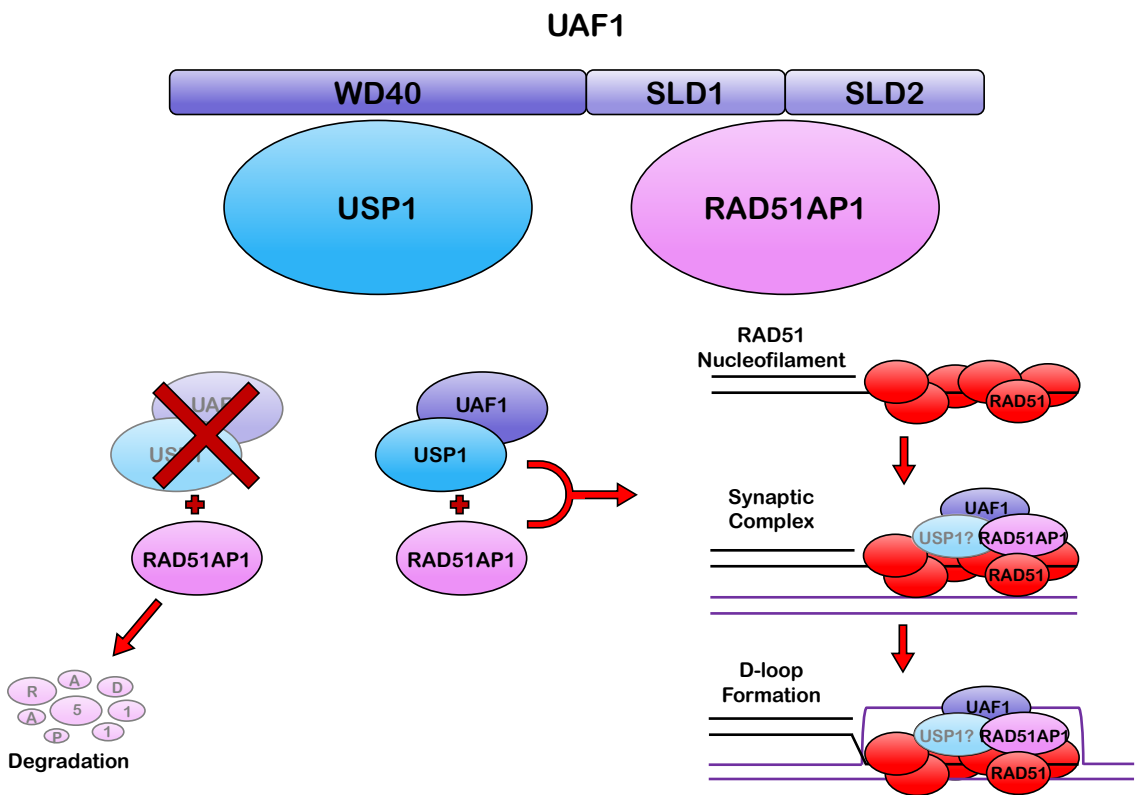 UAF1
WD40 SLD1 SLD2
USP1 RAD51AP1
RAD51
Nucleofilament
RAD51
UAF1
USP1
RAD51AP1
UAF1
USP1
RAD51AP1
Synaptic
Complex
UAF1
USP1? RAD51AP1
RAD51
R A D
A 5 1
P 1
Degradation
D-loop
Formation
UAF1
USP1? RAD51AP1
RAD51